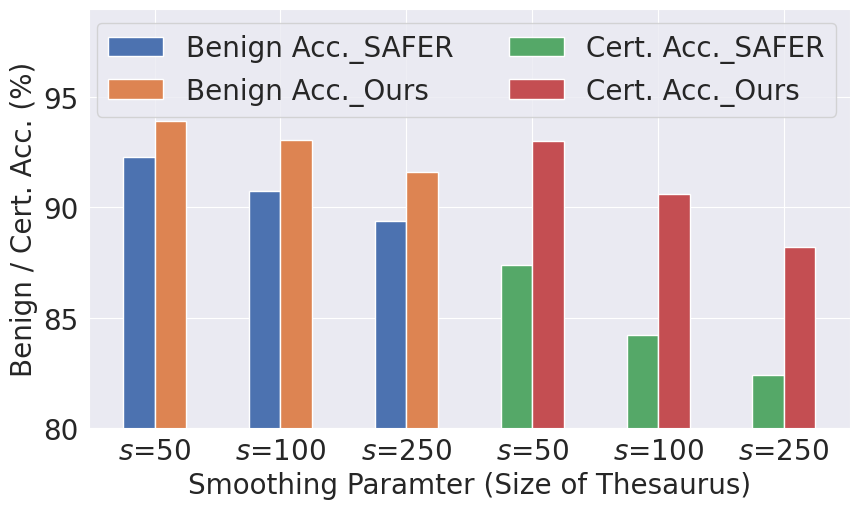 Benign Acc._SAFER
Benign Acc._Ours
Cert. Acc._SAFER
Cert. Acc._Ours
Benign / Cert. Acc. (%)
95
90
85
80
s=50 s=100 s=250 s=50 s=100 s=250
Smoothing Paramter (Size of Thesaurus)